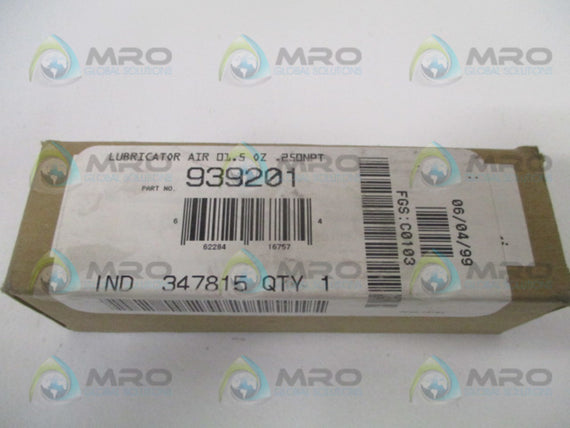 LUBRICATOR AIR 01.5 OZ .250NPT
PART NO. 939201
6 62284 16757 4
IND 347815 QTY 1
FGS:C0103
06/04/99
MRO
GLOBAL SOLUTIONS